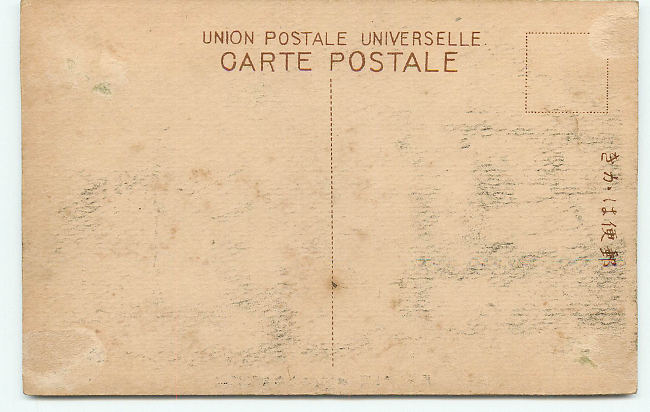 UNION POSTALE UNIVERSELLE.
CARTE POSTALE
きかは便郵